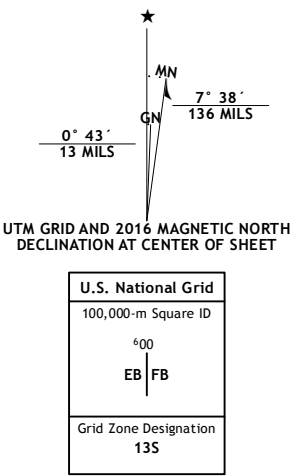 ★
MN
GN
7° 38´
136 MILS
0° 43´
13 MILS
UTM GRID AND 2016 MAGNETIC NORTH
DECLINATION AT CENTER OF SHEET
U.S. National Grid
100,000-m Square ID
⁶00
EB FB
Grid Zone Designation
13S